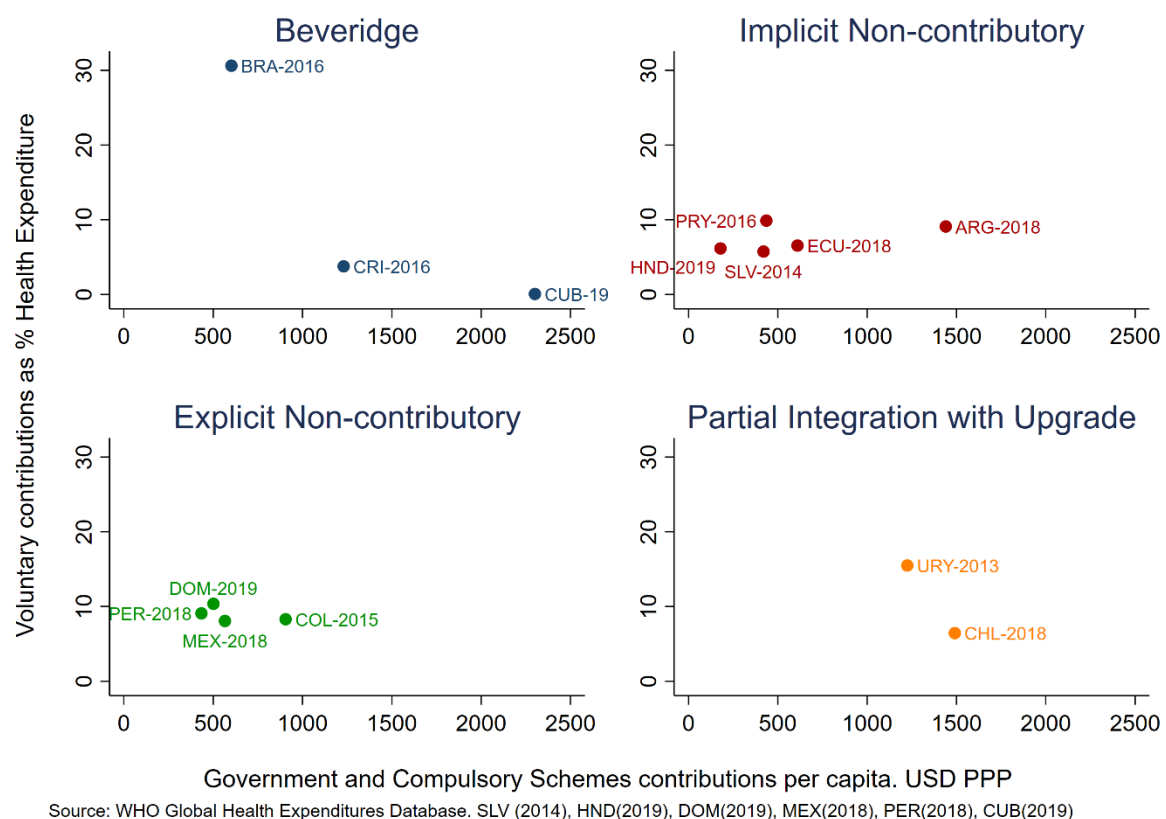 Beveridge
Implicit Non-contributory
Voluntary contributions as % Health Expenditure
30
20
10
0
BRA-2016
CRI-2016
CUB-19
0 500 1000 1500 2000 2500
30
20
10
0
PRY-2016
ARG-2018
ECU-2018
HND-2019
SLV-2014
0 500 1000 1500 2000 2500
Explicit Non-contributory
Partial Integration with Upgrade
30
20
10
0
DOM-2019
PER-2018
COL-2015
MEX-2018
0 500 1000 1500 2000 2500
30
20
10
0
URY-2013
CHL-2018
0 500 1000 1500 2000 2500
Government and Compulsory Schemes contributions per capita. USD PPP
Source: WHO Global Health Expenditures Database. SLV (2014), HND(2019), DOM(2019), MEX(2018), PER(2018), CUB(2019)